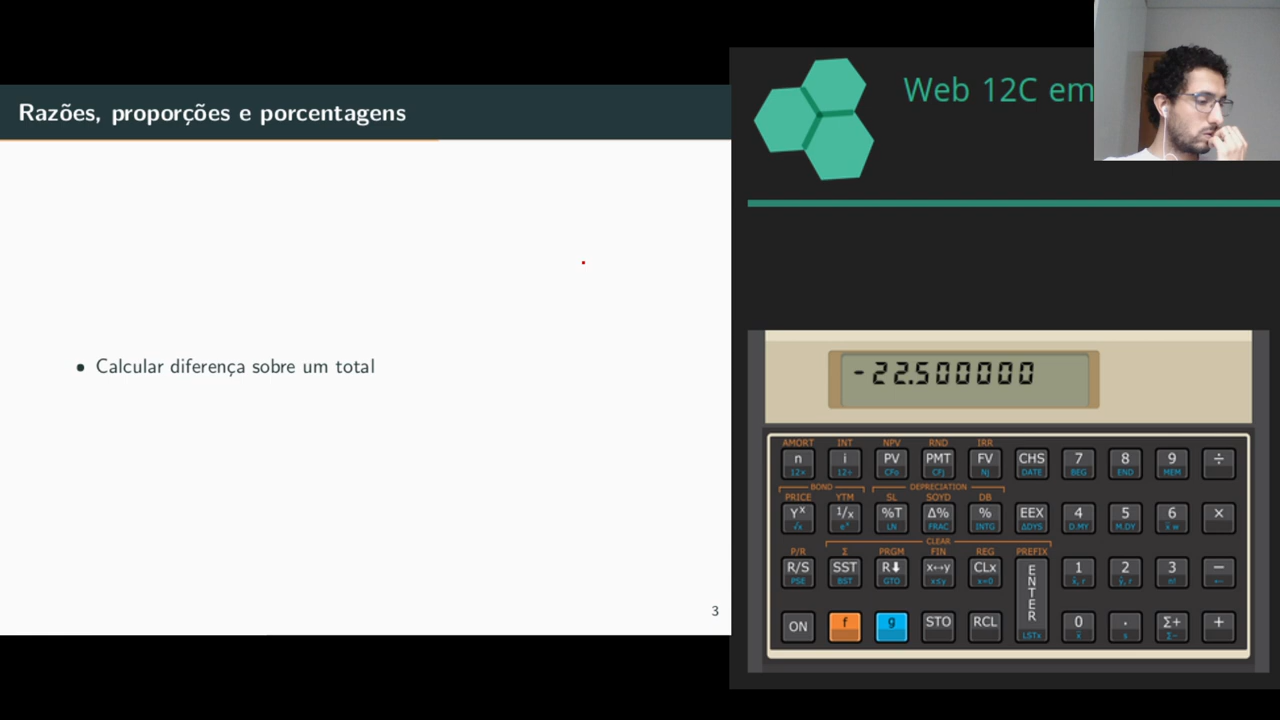 Razões, proporções e porcentagens
• Calcular diferença sobre um total
3
Web 12C em
-22.500000
AMORT INT NPV RND IRR
n i PV PMT FV CHS 7 8 9 ÷
12× 12÷ CFo CFj Nj DATE BEG END MEM
BOND DEPRECIATION
PRICE YTM SL SOYD DB
Yˣ 1/x %T Δ% % EEX 4 5 6 ×
√x eˣ LN FRAC INTG ΔDYS D.MY M.DY x̄ w
CLEAR
P/R Σ PRGM FIN REG PREFIX
R/S SST R⬇ x↔y CLx ENTER 1 2 3 −
PSE BST GTO x≤y x=0 x̂, r ŷ, r n! ←
ON f g STO RCL 0 . Σ+ +
LSTx x̄ s Σ−